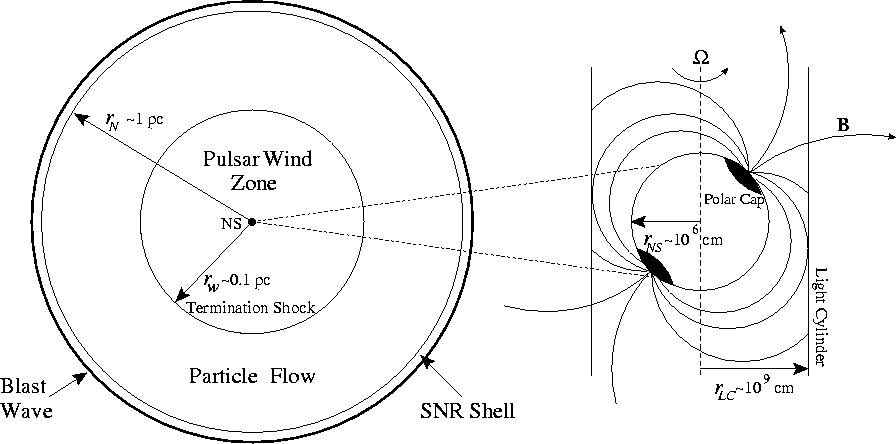 r_N ~1 pc
Pulsar Wind
Zone
NS
r_W ~0.1 pc
Termination Shock
Particle Flow
Blast
Wave
SNR Shell
Ω
B
Polar Cap
r_NS ~10^6 cm
Light Cylinder
r_LC ~10^9 cm